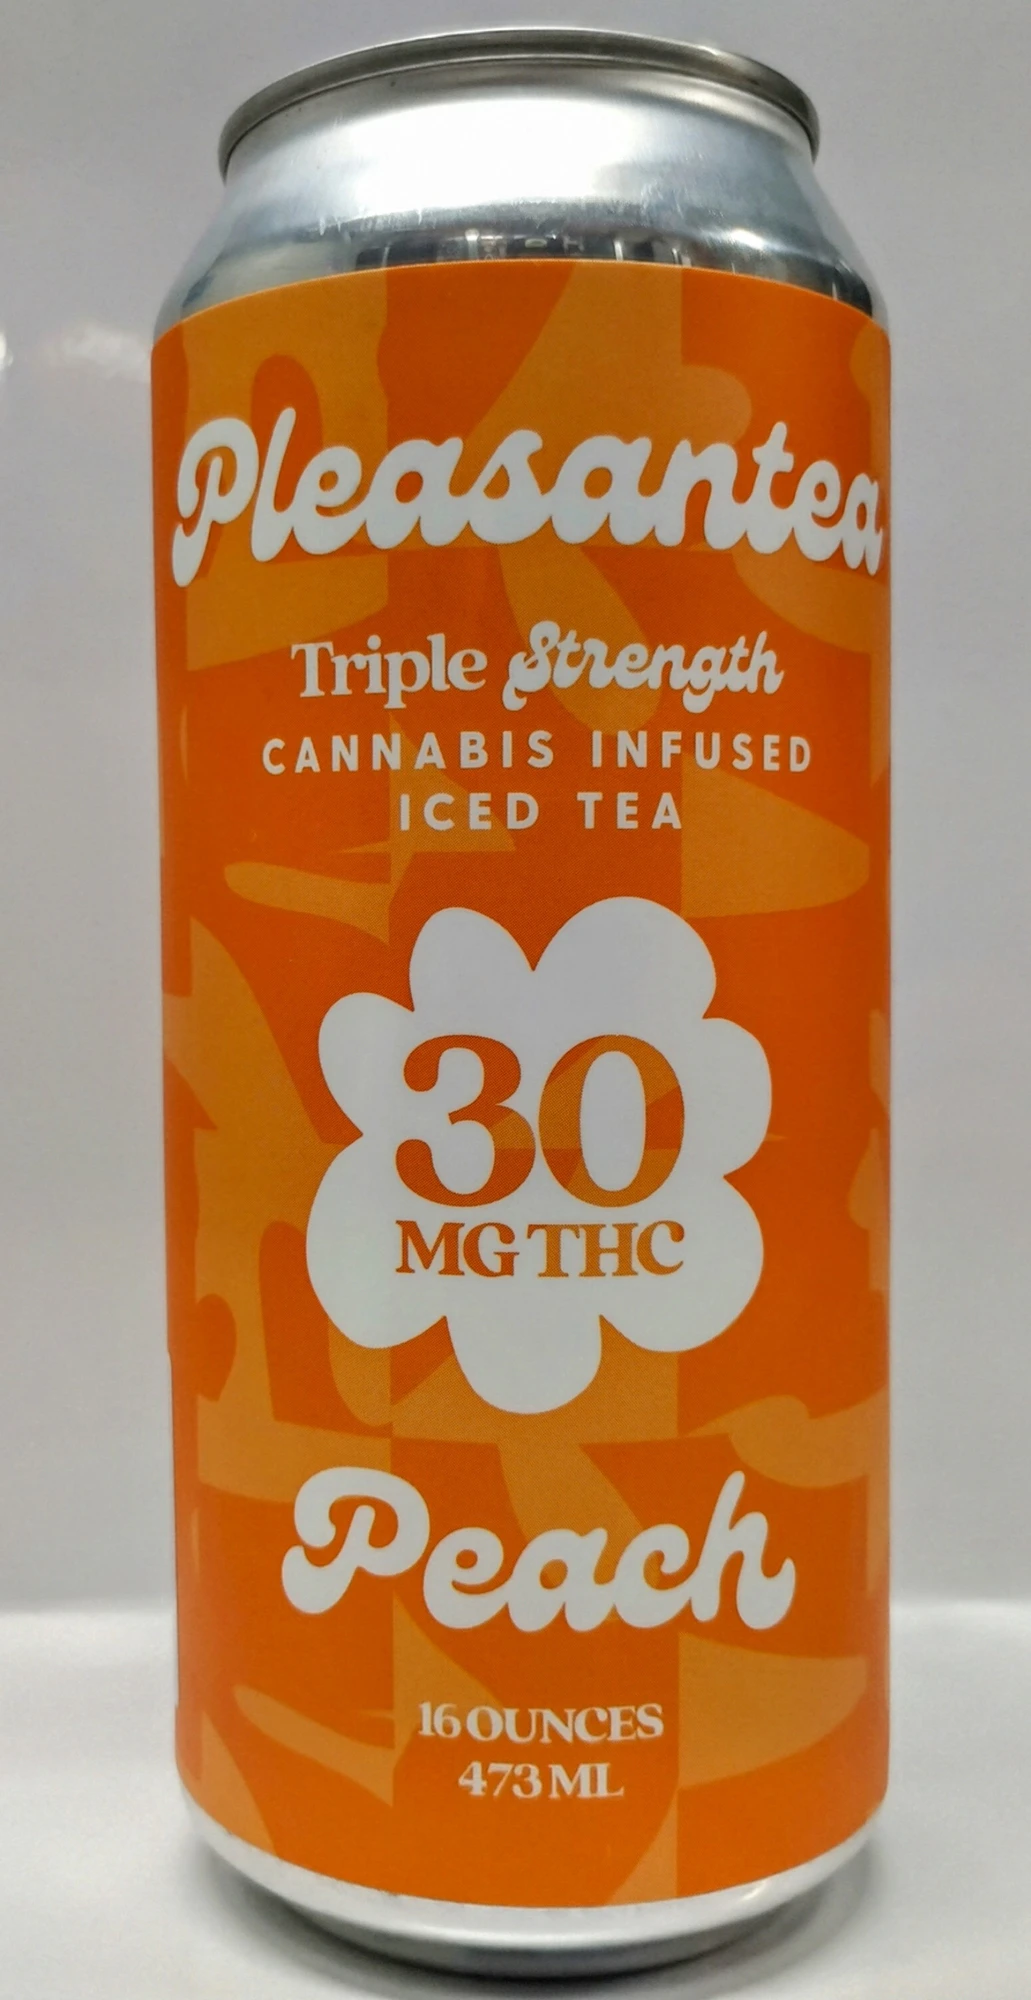 Pleasantea
Triple Strength
CANNABIS INFUSED
ICED TEA
30
MG THC
Peach
16 OUNCES
473 ML